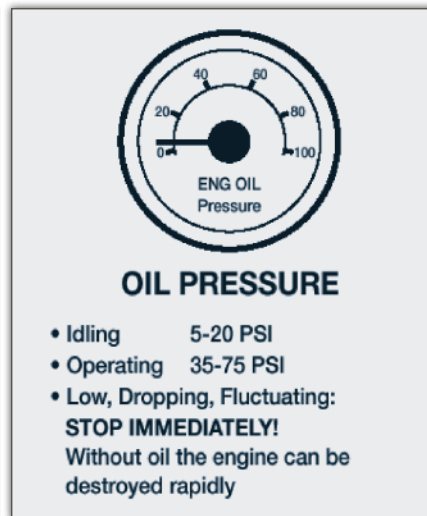 40 60
20 80
0 100
ENG OIL
Pressure
OIL PRESSURE
• Idling 5-20 PSI
• Operating 35-75 PSI
• Low, Dropping, Fluctuating:
STOP IMMEDIATELY!
Without oil the engine can be
destroyed rapidly